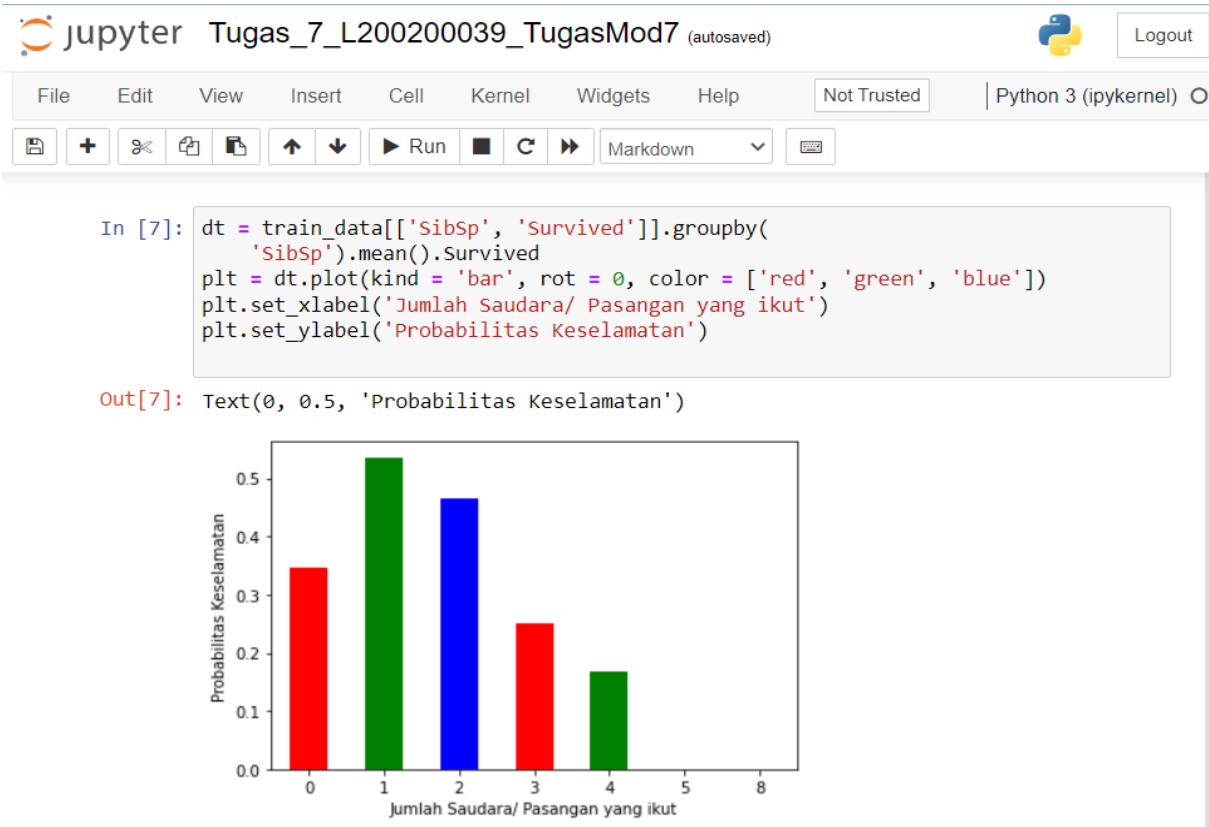 jupyter Tugas_7_L200200039_TugasMod7 (autosaved) Logout
File Edit View Insert Cell Kernel Widgets Help Not Trusted Python 3 (ipykernel)
Run Markdown
In [7]: dt = train_data[['SibSp', 'Survived']].groupby(
'SibSp').mean().Survived
plt = dt.plot(kind = 'bar', rot = 0, color = ['red', 'green', 'blue'])
plt.set_xlabel('Jumlah Saudara/ Pasangan yang ikut')
plt.set_ylabel('Probabilitas Keselamatan')
Out[7]: Text(0, 0.5, 'Probabilitas Keselamatan')
Probabilitas Keselamatan
0.5
0.4
0.3
0.2
0.1
0.0
0 1 2 3 4 5 8
Jumlah Saudara/ Pasangan yang ikut